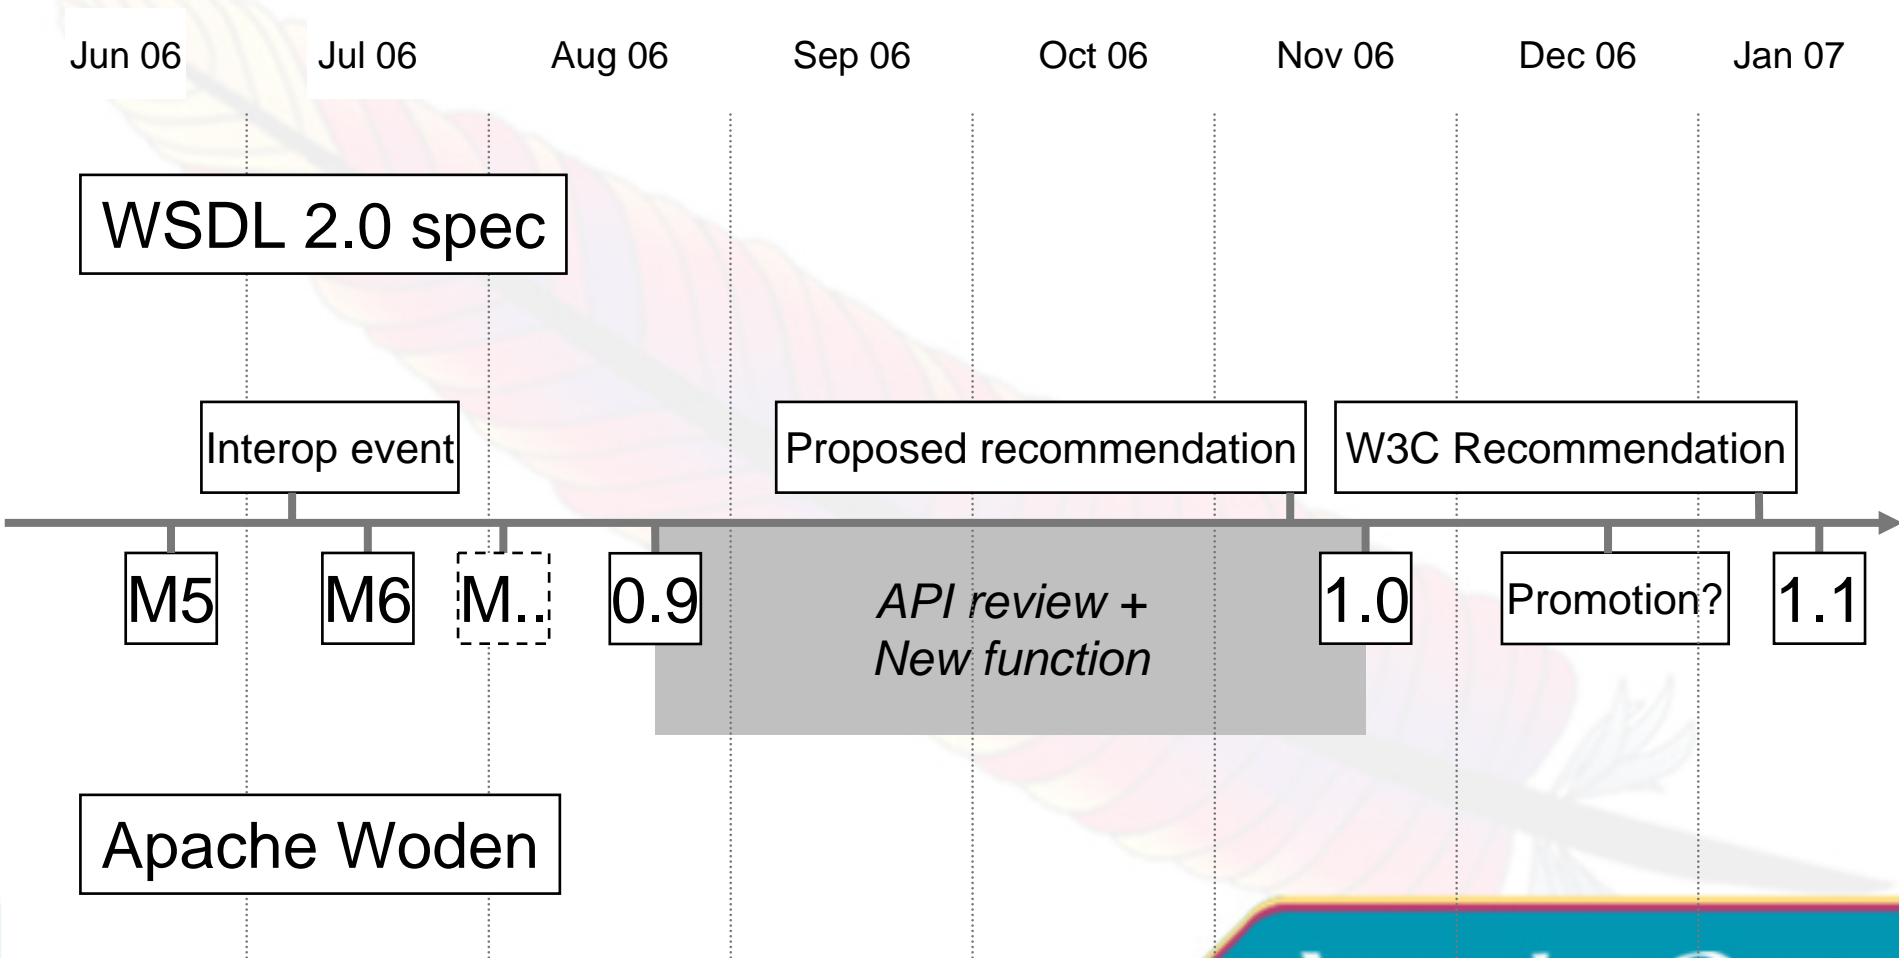 Jun 06 Jul 06 Aug 06 Sep 06 Oct 06 Nov 06 Dec 06 Jan 07
WSDL 2.0 spec
Interop event Proposed recommendation W3C Recommendation
M5 M6 M.. 0.9 API review + 1.0 Promotion? 1.1
New function
Apache Woden